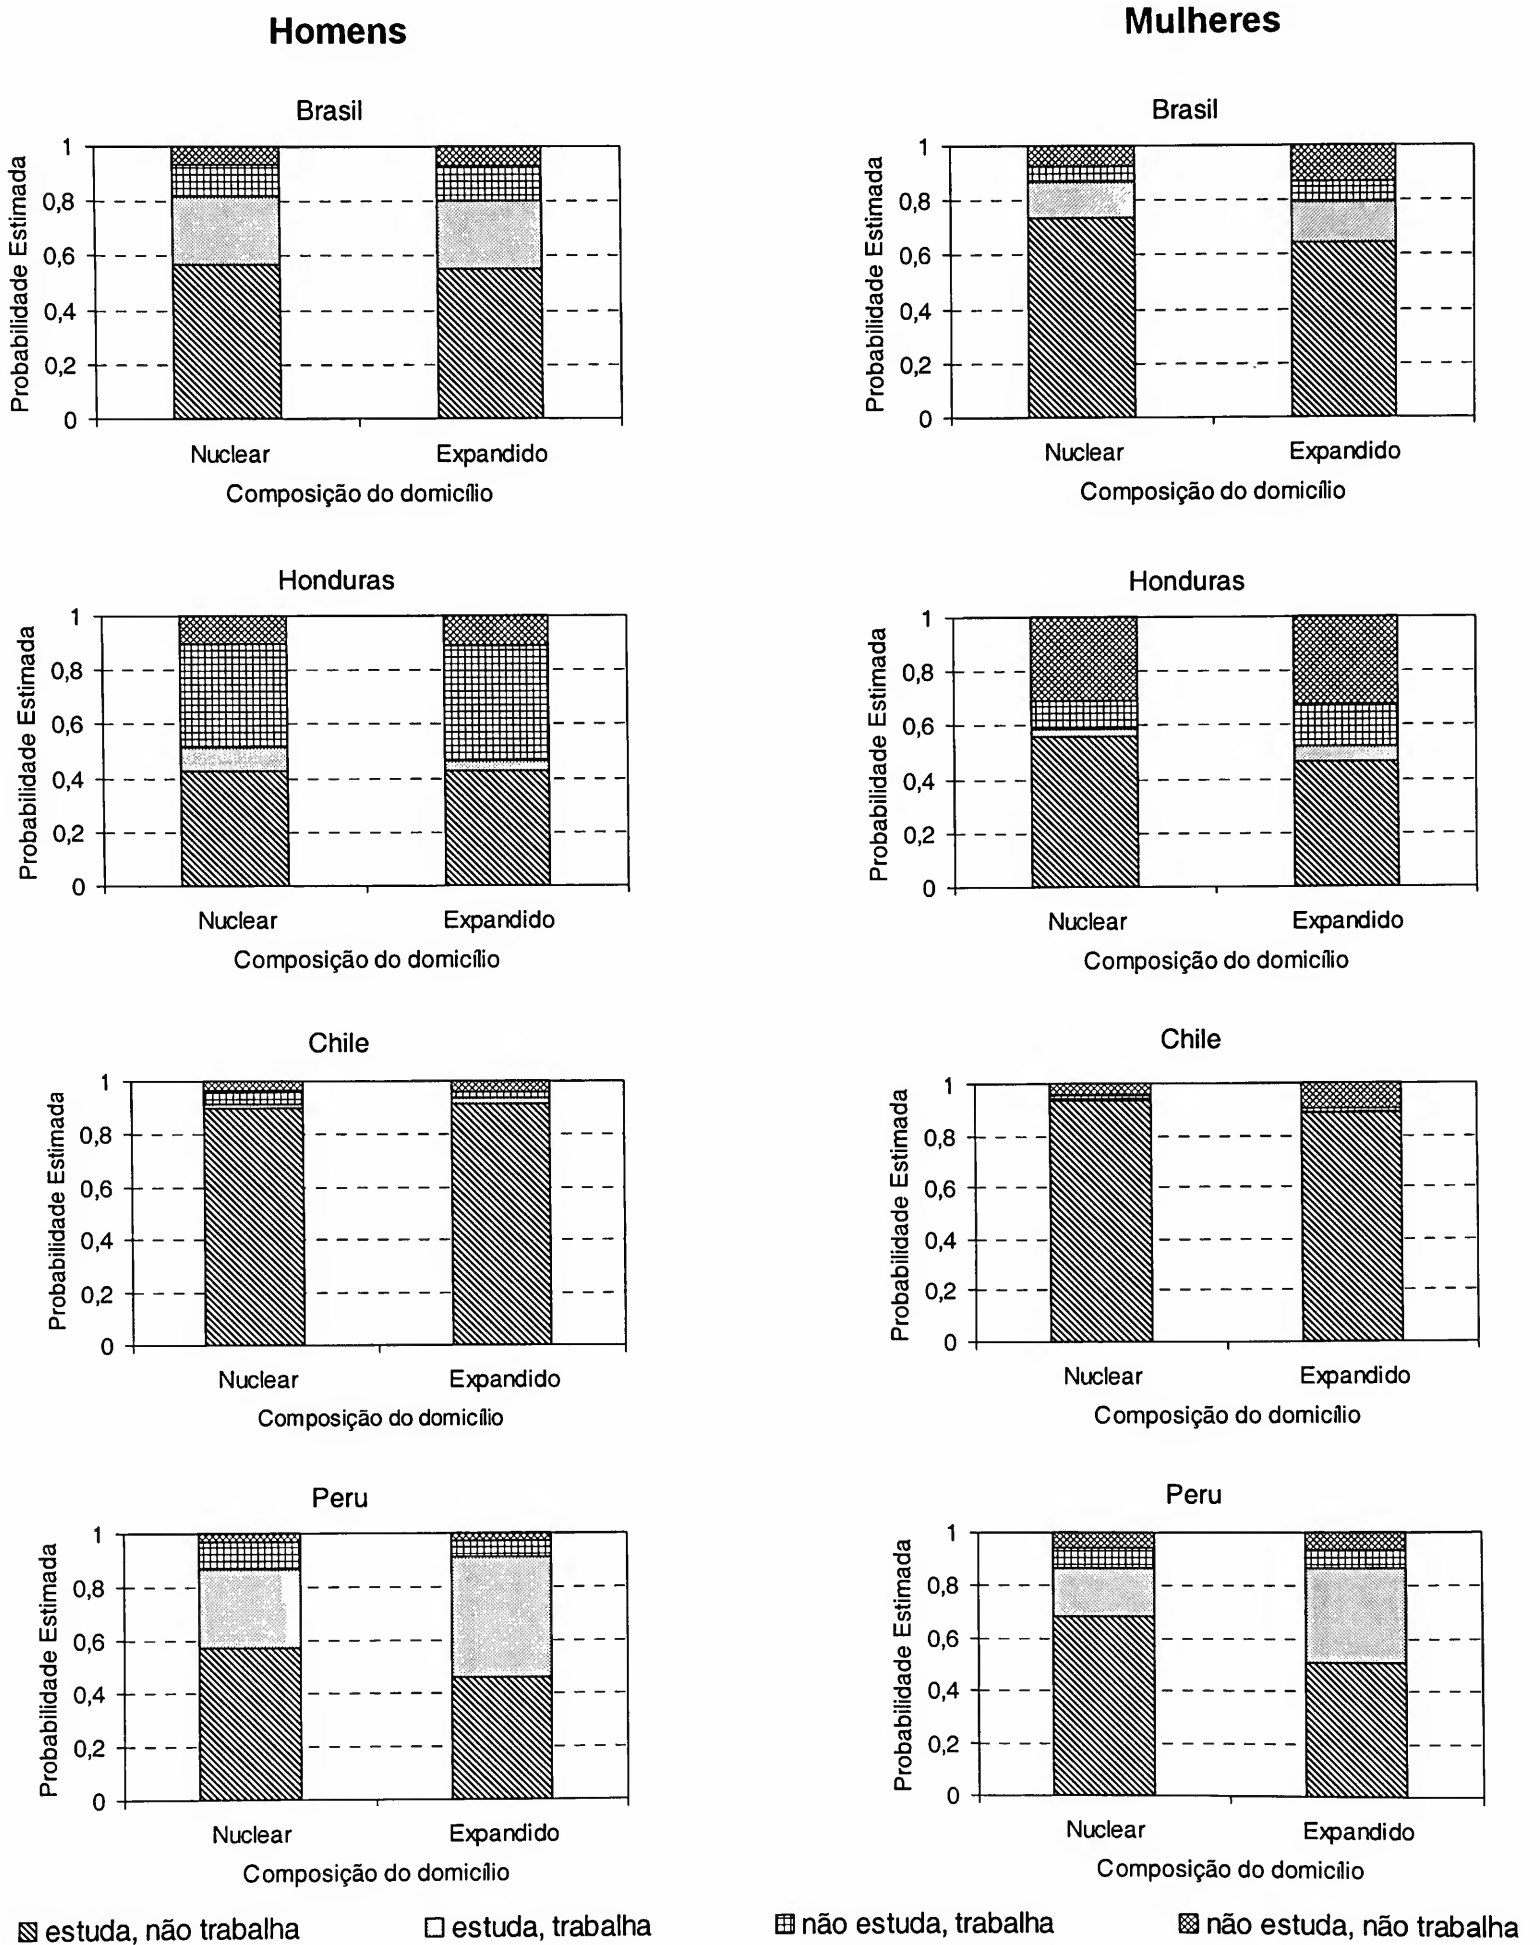 Homens
Mulheres
Brasil
Probabilidade Estimada
1
0,8
0,6
0,4
0,2
0
Nuclear
Expandido
Composição do domicílio
Brasil
Probabilidade Estimada
1
0,8
0,6
0,4
0,2
0
Nuclear
Expandido
Composição do domicílio
Honduras
Probabilidade Estimada
1
0,8
0,6
0,4
0,2
0
Nuclear
Expandido
Composição do domicílio
Honduras
Probabilidade Estimada
1
0,8
0,6
0,4
0,2
0
Nuclear
Expandido
Composição do domicílio
Chile
Probabilidade Estimada
1
0,8
0,6
0,4
0,2
0
Nuclear
Expandido
Composição do domicílio
Chile
Probabilidade Estimada
1
0,8
0,6
0,4
0,2
0
Nuclear
Expandido
Composição do domicílio
Peru
Probabilidade Estimada
1
0,8
0,6
0,4
0,2
0
Nuclear
Expandido
Composição do domicílio
Peru
Probabilidade Estimada
1
0,8
0,6
0,4
0,2
0
Nuclear
Expandido
Composição do domicílio
estuda, não trabalha
estuda, trabalha
não estuda, trabalha
não estuda, não trabalha